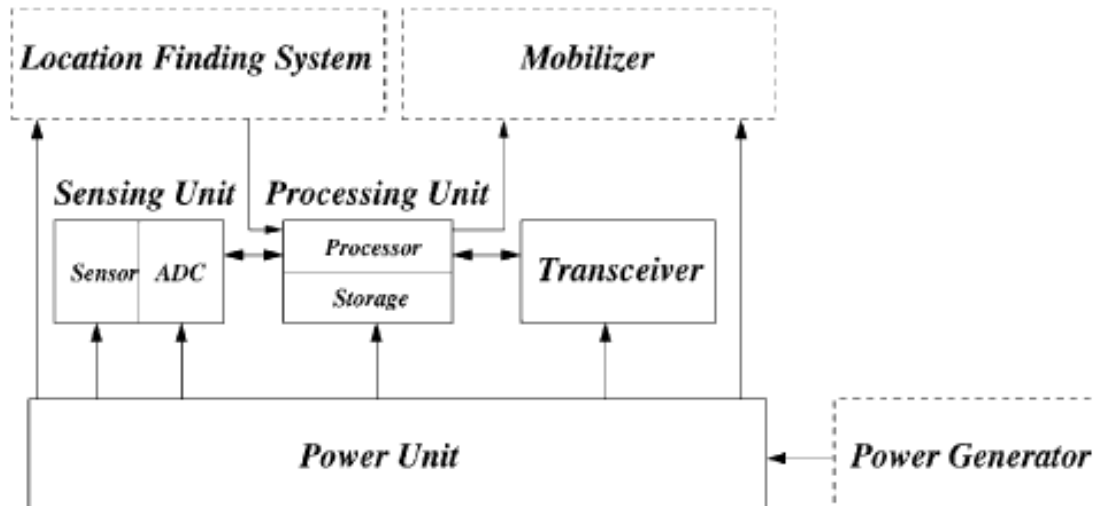 Location Finding System
Mobilizer
Sensing Unit
Processing Unit
Sensor
ADC
Processor
Storage
Transceiver
Power Unit
Power Generator